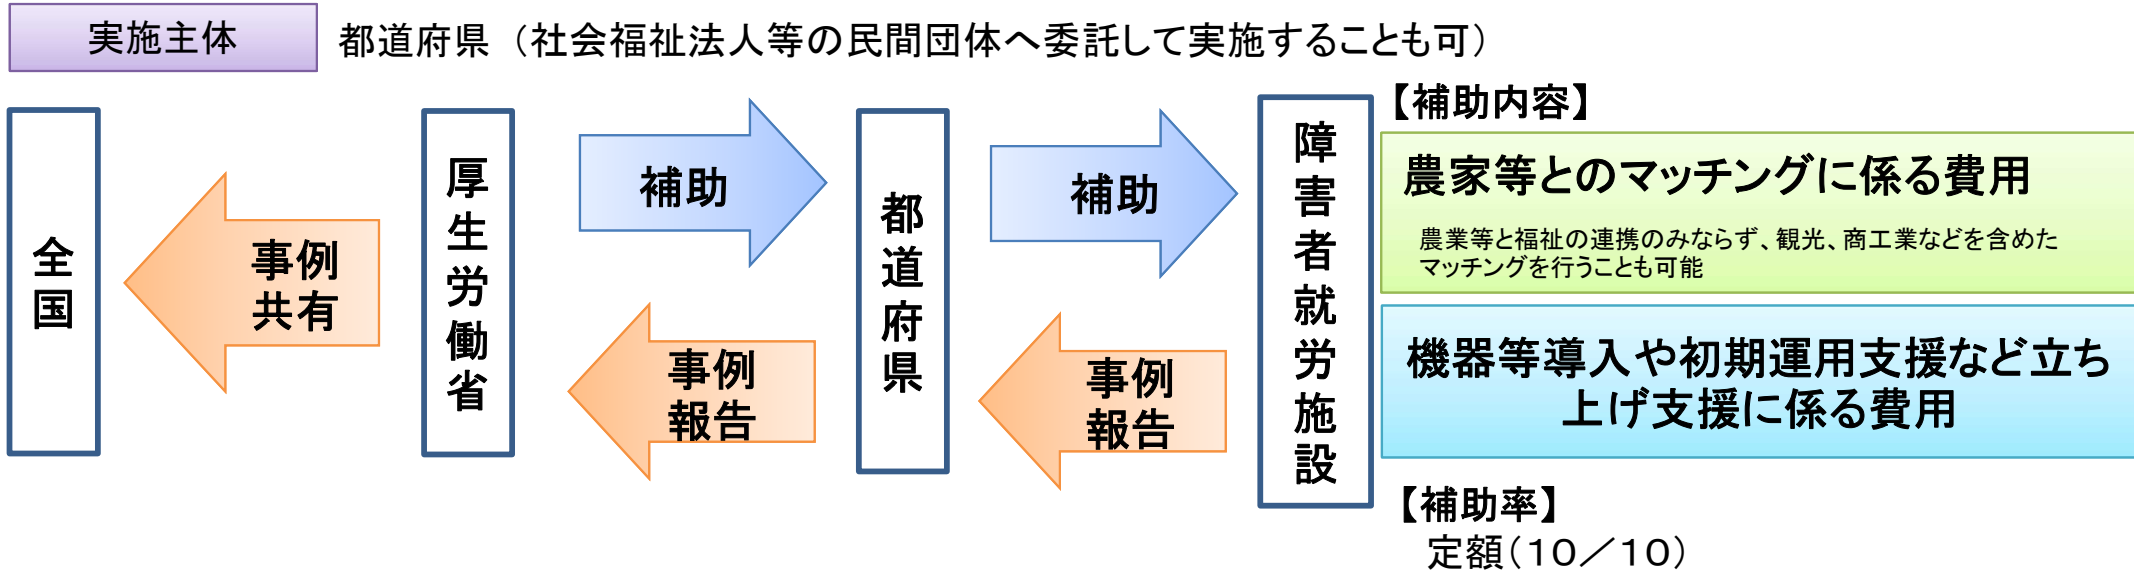 実施主体
都道府県（社会福祉法人等の民間団体へ委託して実施することも可）
全国
事例
共有
厚生労働省
補助
事例
報告
都道府県
補助
事例
報告
障害者就労施設
【補助内容】
農家等とのマッチングに係る費用
農業等と福祉の連携のみならず、観光、商工業などを含めた
マッチングを行うことも可能
機器等導入や初期運用支援など立ち
上げ支援に係る費用
【補助率】
定額（１０／１０）